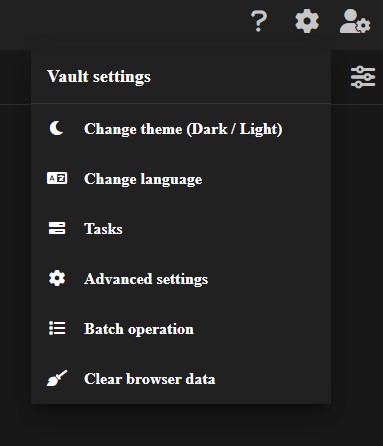 ?
Vault settings
Change theme (Dark / Light)
Change language
Tasks
Advanced settings
Batch operation
Clear browser data